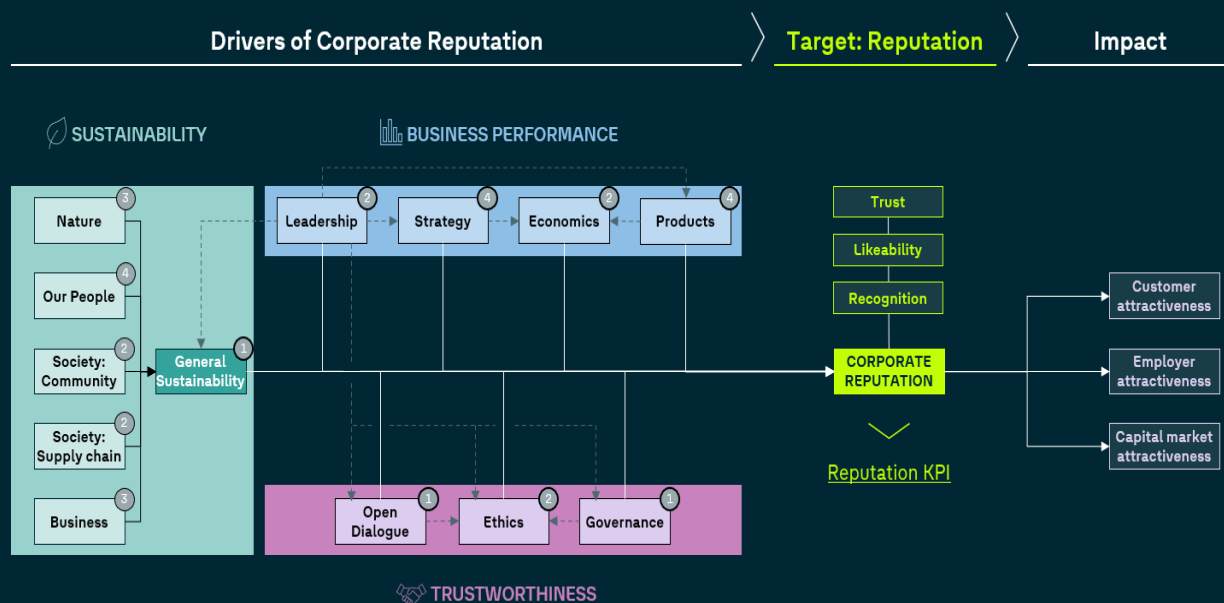 Drivers of Corporate Reputation
Target: Reputation
Impact
SUSTAINABILITY
BUSINESS PERFORMANCE
3
Nature
4
Our People
2
Society:
Community
2
Society:
Supply chain
3
Business
1
General
Sustainability
2
Leadership
4
Strategy
2
Economics
4
Products
1
Open
Dialogue
2
Ethics
1
Governance
TRUSTWORTHINESS
Trust
Likeability
Recognition
CORPORATE
REPUTATION
Reputation KPI
Customer
attractiveness
Employer
attractiveness
Capital market
attractiveness